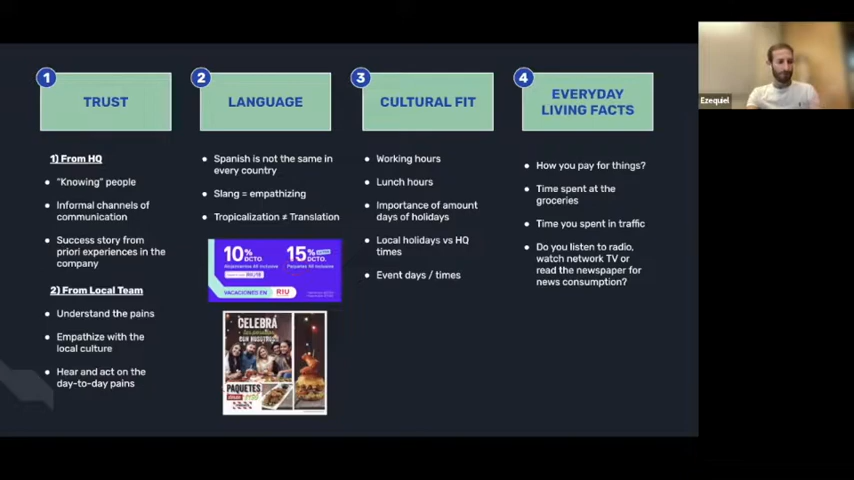 1
TRUST
1) From HQ
• "Knowing" people
• Informal channels of
communication
• Success story from
priori experiences in the
company
2) From Local Team
• Understand the pains
• Empathize with the
local culture
• Hear and act on the
day-to-day pains
2
LANGUAGE
• Spanish is not the same in
every country
• Slang = empathizing
• Tropicalization ≠ Translation
10%
DCTO.
15%
DCTO.
VACACIONES EN
RIU
CELEBRÁ
CON NOSOTROS
PAQUETES
3
CULTURAL FIT
• Working hours
• Lunch hours
• Importance of amount
days of holidays
• Local holidays vs HQ
times
• Event days / times
4
EVERYDAY
LIVING FACTS
• How you pay for things?
• Time spent at the
groceries
• Time you spent in traffic
• Do you listen to radio,
watch network TV or
read the newspaper for
news consumption?
Ezequiel